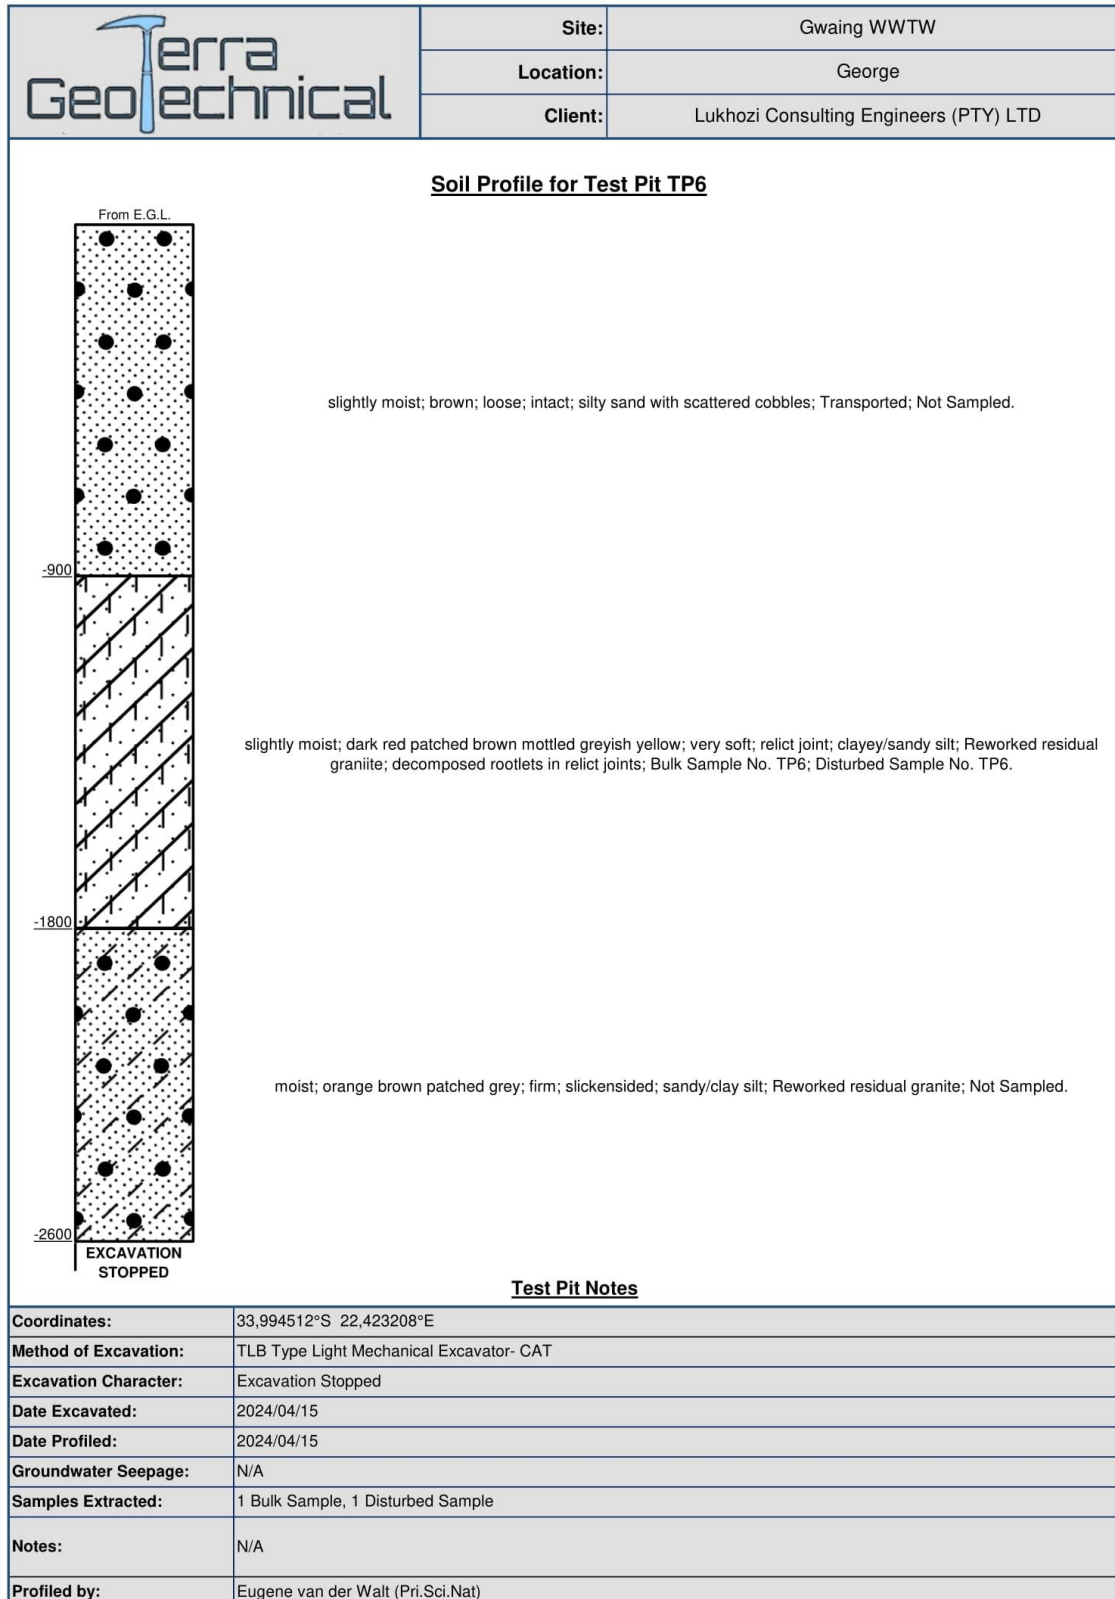 Terra
GeoTechnical
Site: Gwaing WWTW
Location: George
Client: Lukhozi Consulting Engineers (PTY) LTD
Soil Profile for Test Pit TP6
From E.G.L.
slightly moist; brown; loose; intact; silty sand with scattered cobbles; Transported; Not Sampled.
-900
slightly moist; dark red patched brown mottled greyish yellow; very soft; relict joint; clayey/sandy silt; Reworked residual
graniite; decomposed rootlets in relict joints; Bulk Sample No. TP6; Disturbed Sample No. TP6.
-1800
moist; orange brown patched grey; firm; slickensided; sandy/clay silt; Reworked residual granite; Not Sampled.
-2600
EXCAVATION
STOPPED
Test Pit Notes
Coordinates: 33,994512°S 22,423208°E
Method of Excavation: TLB Type Light Mechanical Excavator- CAT
Excavation Character: Excavation Stopped
Date Excavated: 2024/04/15
Date Profiled: 2024/04/15
Groundwater Seepage: N/A
Samples Extracted: 1 Bulk Sample, 1 Disturbed Sample
Notes: N/A
Profiled by: Eugene van der Walt (Pri.Sci.Nat)